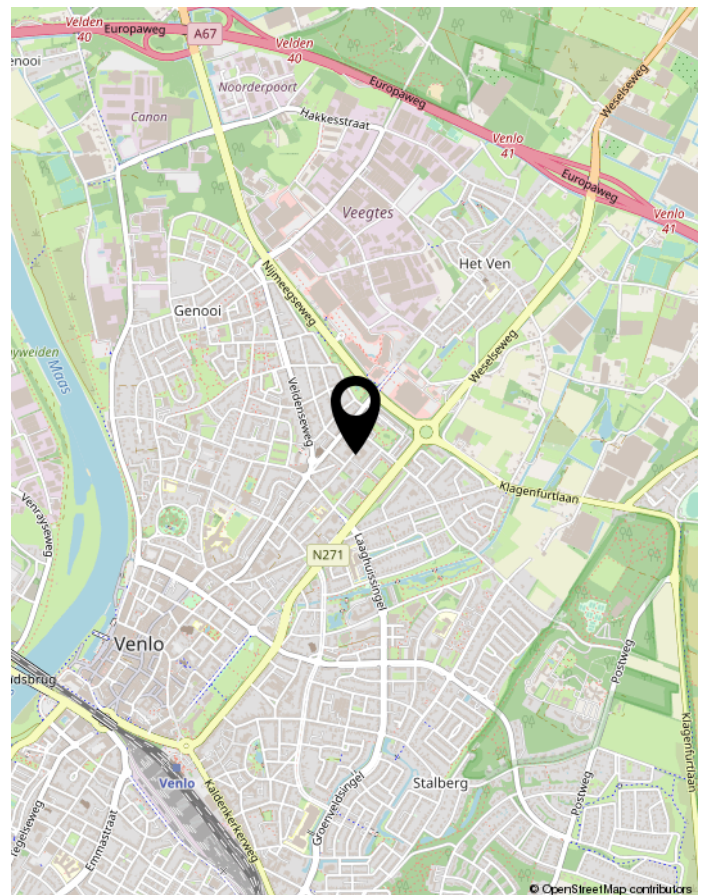 Velden
40
Europaweg
A67
Velden
40
enooi
Noorderpoort
Canon
Hakkesstraat
Europaweg
Weselseweg
Venlo
41
Europaweg
Venlo
41
Veegtes
Het Ven
Nijmeegseweg
Genooi
Weselseweg
Maas
Veldenseweg
Klagenfurtlaan
Venrayseweg
N271
Laaghuissingel
Venlo
Postweg
dsbrug
Klagenfurtlaan
Venlo
Kaldenkerkerweg
Groenveldsingel
Stalberg
Postweg
Tegelseweg
Emmastraat
© OpenStreetMap contributors